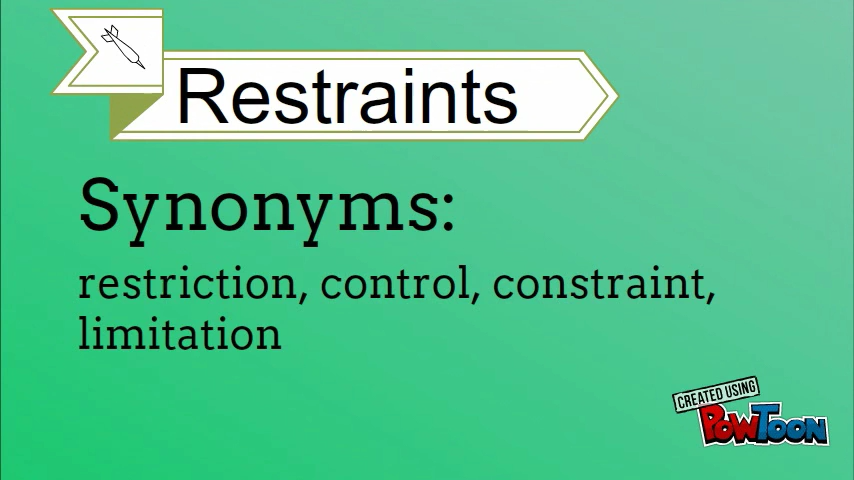 Restraints
Synonyms:
restriction, control, constraint,
limitation
CREATED USING
POWTOON